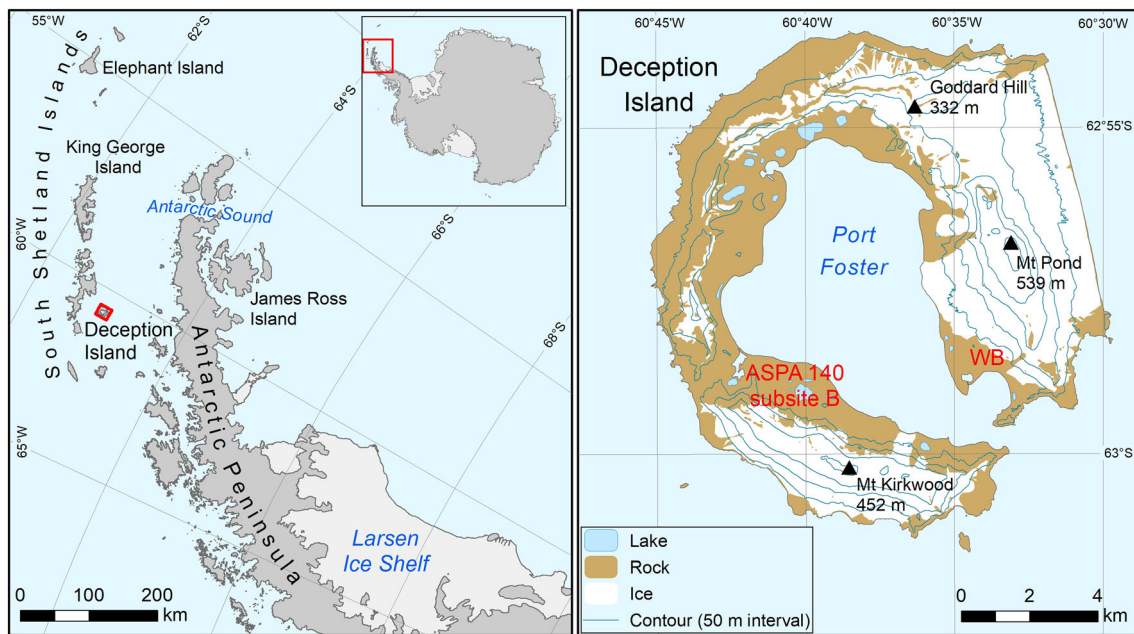 55°W
62°S
64°S
66°S
68°S
60°W
65°W
South Shetland Islands
Elephant Island
King George
Island
Antarctic Sound
James Ross
Island
Deception
Island
Antarctic Peninsula
Larsen
Ice Shelf
0 100 200
km
60°45'W 60°40'W 60°35'W 60°30'W
Deception
Island
Goddard Hill
332 m
62°55'S
Port
Foster
Mt Pond
539 m
WB
ASPA 140
subsite B
63°S
Mt Kirkwood
452 m
Lake
Rock
Ice
Contour (50 m interval)
0 2 4
km